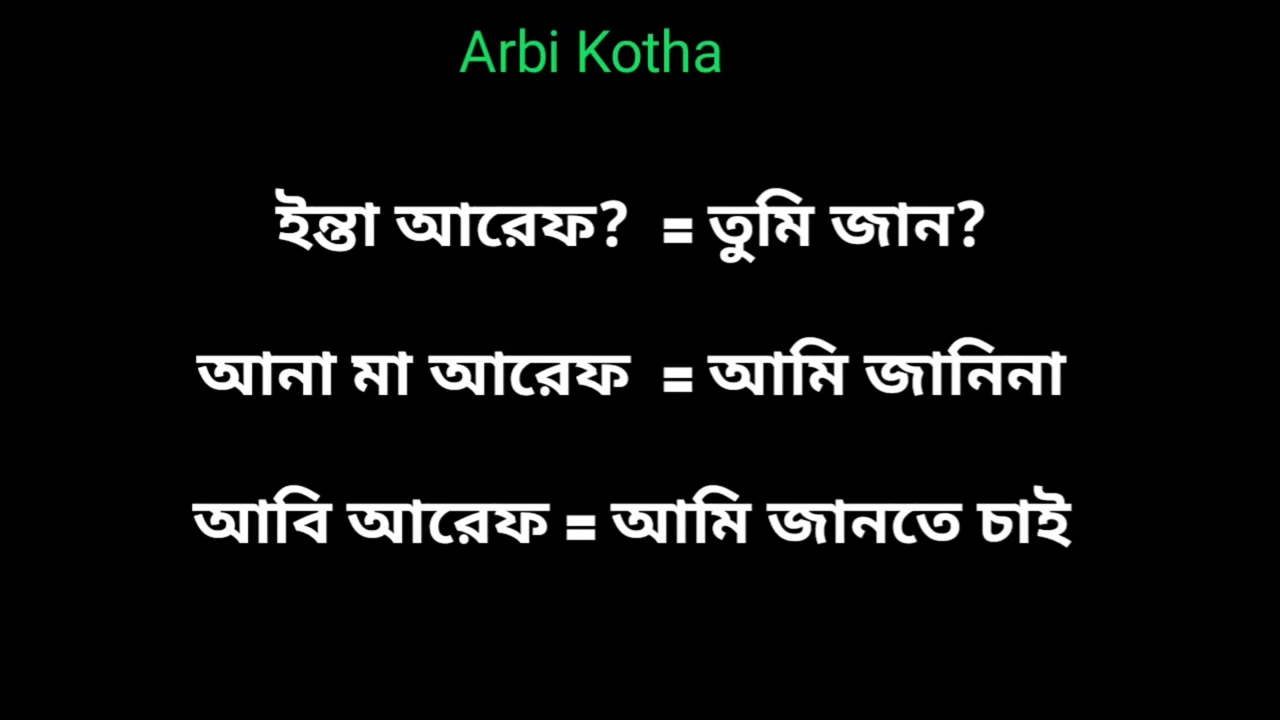 Arbi Kotha
ইন্তা আরেফ? = তুমি জান?
আনা মা আরেফ = আমি জানিনা
আবি আরেফ = আমি জানতে চাই